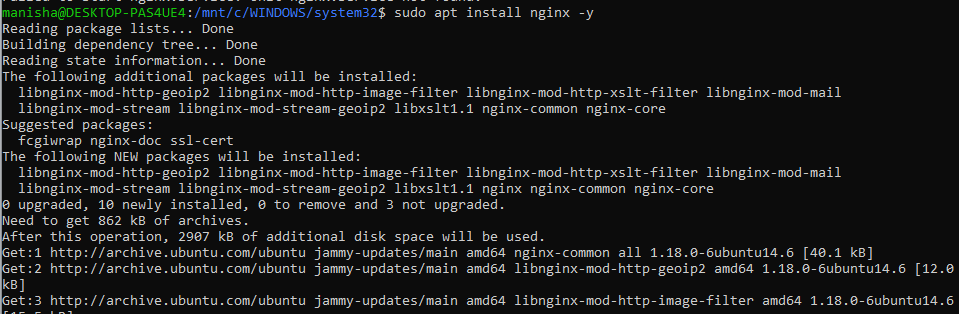 manisha@DESKTOP-PAS4UE4:/mnt/c/WINDOWS/system32$ sudo apt install nginx -y
Reading package lists... Done
Building dependency tree... Done
Reading state information... Done
The following additional packages will be installed:
  libnginx-mod-http-geoip2 libnginx-mod-http-image-filter libnginx-mod-http-xslt-filter libnginx-mod-mail
  libnginx-mod-stream libnginx-mod-stream-geoip2 libxslt1.1 nginx-common nginx-core
Suggested packages:
  fcgiwrap nginx-doc ssl-cert
The following NEW packages will be installed:
  libnginx-mod-http-geoip2 libnginx-mod-http-image-filter libnginx-mod-http-xslt-filter libnginx-mod-mail
  libnginx-mod-stream libnginx-mod-stream-geoip2 libxslt1.1 nginx nginx-common nginx-core
0 upgraded, 10 newly installed, 0 to remove and 3 not upgraded.
Need to get 862 kB of archives.
After this operation, 2907 kB of additional disk space will be used.
Get:1 http://archive.ubuntu.com/ubuntu jammy-updates/main amd64 nginx-common all 1.18.0-6ubuntu14.6 [40.1 kB]
Get:2 http://archive.ubuntu.com/ubuntu jammy-updates/main amd64 libnginx-mod-http-geoip2 amd64 1.18.0-6ubuntu14.6 [12.0
kB]
Get:3 http://archive.ubuntu.com/ubuntu jammy-updates/main amd64 libnginx-mod-http-image-filter amd64 1.18.0-6ubuntu14.6